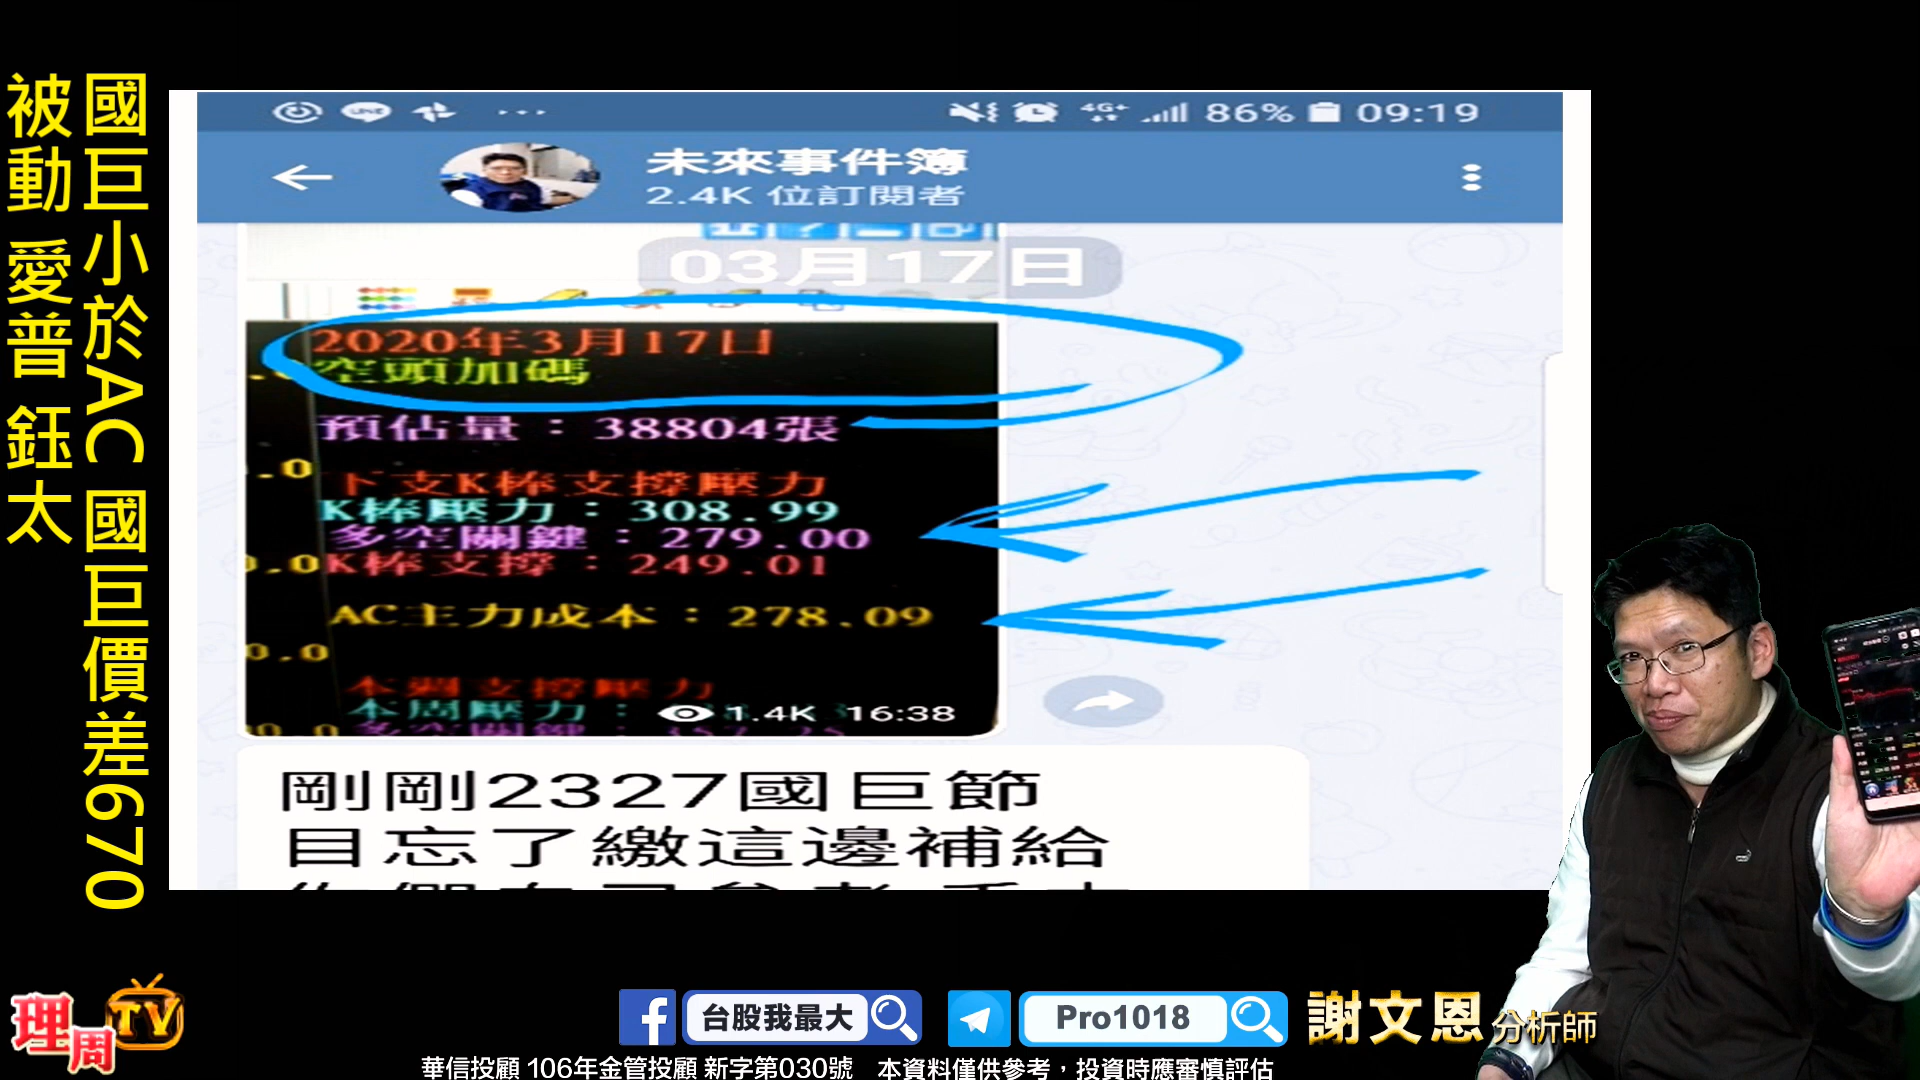 國巨小於AC 國巨價差670
被動 愛普 鈺太
LINE
4G+ 86% 09:19
未來事件簿
2.4K 位訂閱者
03月17日
2020年3月17日
空頭加碼
預估量：38804張
下支K棒支撐壓力
K棒壓力：308.99
多空關鍵：279.00
K棒支撐：249.01
AC主力成本：278.09
本週支撐壓力
本周壓力：
1.4K 16:38
剛剛2327國巨節
目忘了繳這邊補給
理周TV
台股我最大
Pro1018
謝文恩 分析師
華信投顧 106年金管投顧 新字第030號 本資料僅供參考，投資時應審慎評估